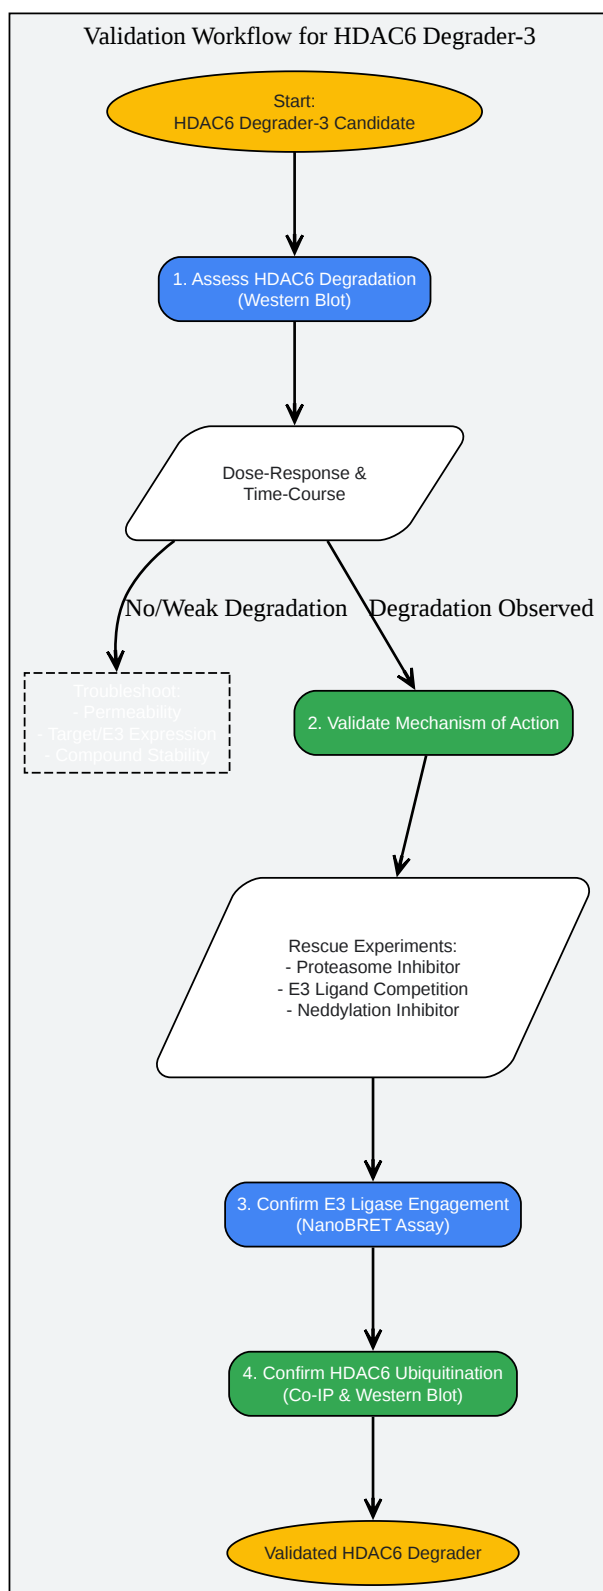 Validation Workflow for HDAC6 Degrader-3
Start:
HDAC6 Degrader-3 Candidate
1. Assess HDAC6 Degradation
(Western Blot)
Dose-Response &
Time-Course
No/Weak Degradation
Degradation Observed
Troubleshoot:
- Permeability
- Target/E3 Expression
- Compound Stability
2. Validate Mechanism of Action
Rescue Experiments:
- Proteasome Inhibitor
- E3 Ligand Competition
- Neddylation Inhibitor
3. Confirm E3 Ligase Engagement
(NanoBRET Assay)
4. Confirm HDAC6 Ubiquitination
(Co-IP & Western Blot)
Validated HDAC6 Degrader